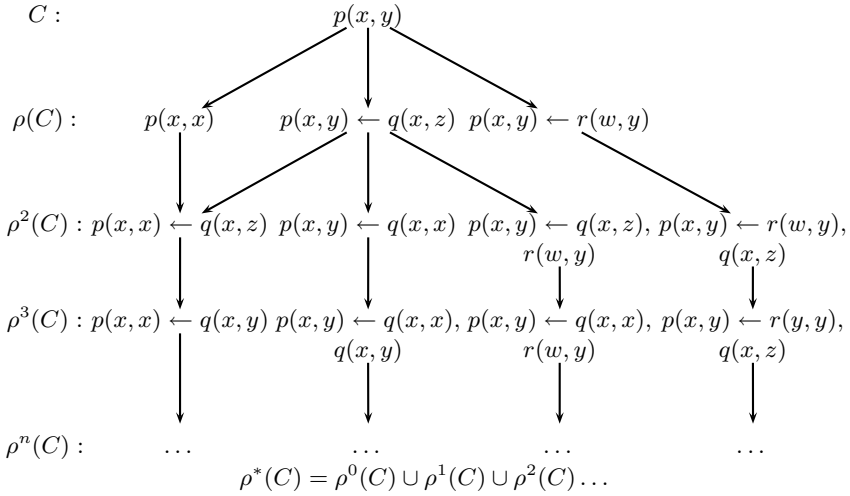 C : p(x, y)
ρ(C) : p(x, x) p(x, y) ← q(x, z) p(x, y) ← r(w, y)
ρ²(C) : p(x, x) ← q(x, z) p(x, y) ← q(x, x) p(x, y) ← q(x, z), p(x, y) ← r(w, y),
r(w, y) q(x, z)
ρ³(C) : p(x, x) ← q(x, y) p(x, y) ← q(x, x), p(x, y) ← q(x, x), p(x, y) ← r(y, y),
q(x, y) r(w, y) q(x, z)
ρⁿ(C) : ... ... ... ...
ρ*(C) = ρ⁰(C) ∪ ρ¹(C) ∪ ρ²(C) ...